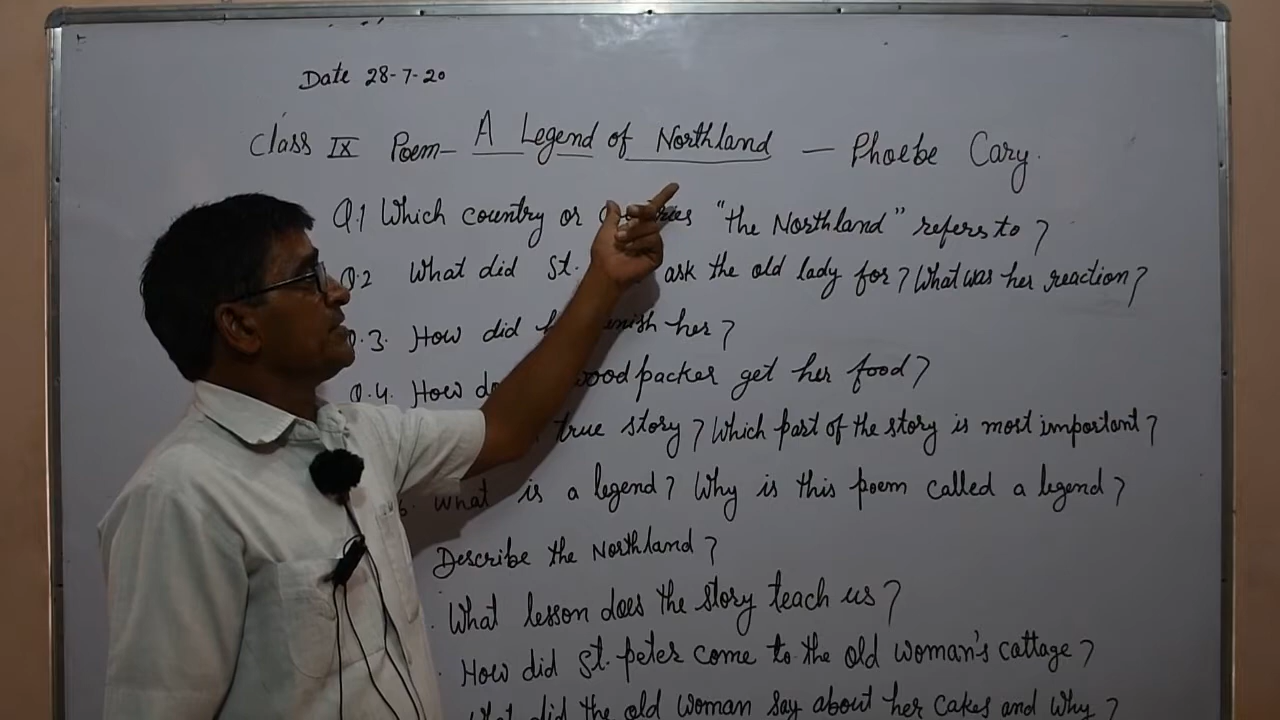 Date 28-7-20
Class IX Poem- A Legend of Northland - Phoebe Cary.
Q.1 Which country or "the Northland" refers to ?
Q.2 What did St. ask the old lady for ? What was her reaction ?
Q.3. How did her ?
Q.4. How woodpacker get her food ?
true story ? Which part of the story is most important ?
6. What is a legend ? Why is this poem called a legend ?
Describe the Northland ?
What lesson does the story teach us ?
How did St. peter come to the old woman's cattage ?
What did the old woman say about her cakes and why ?